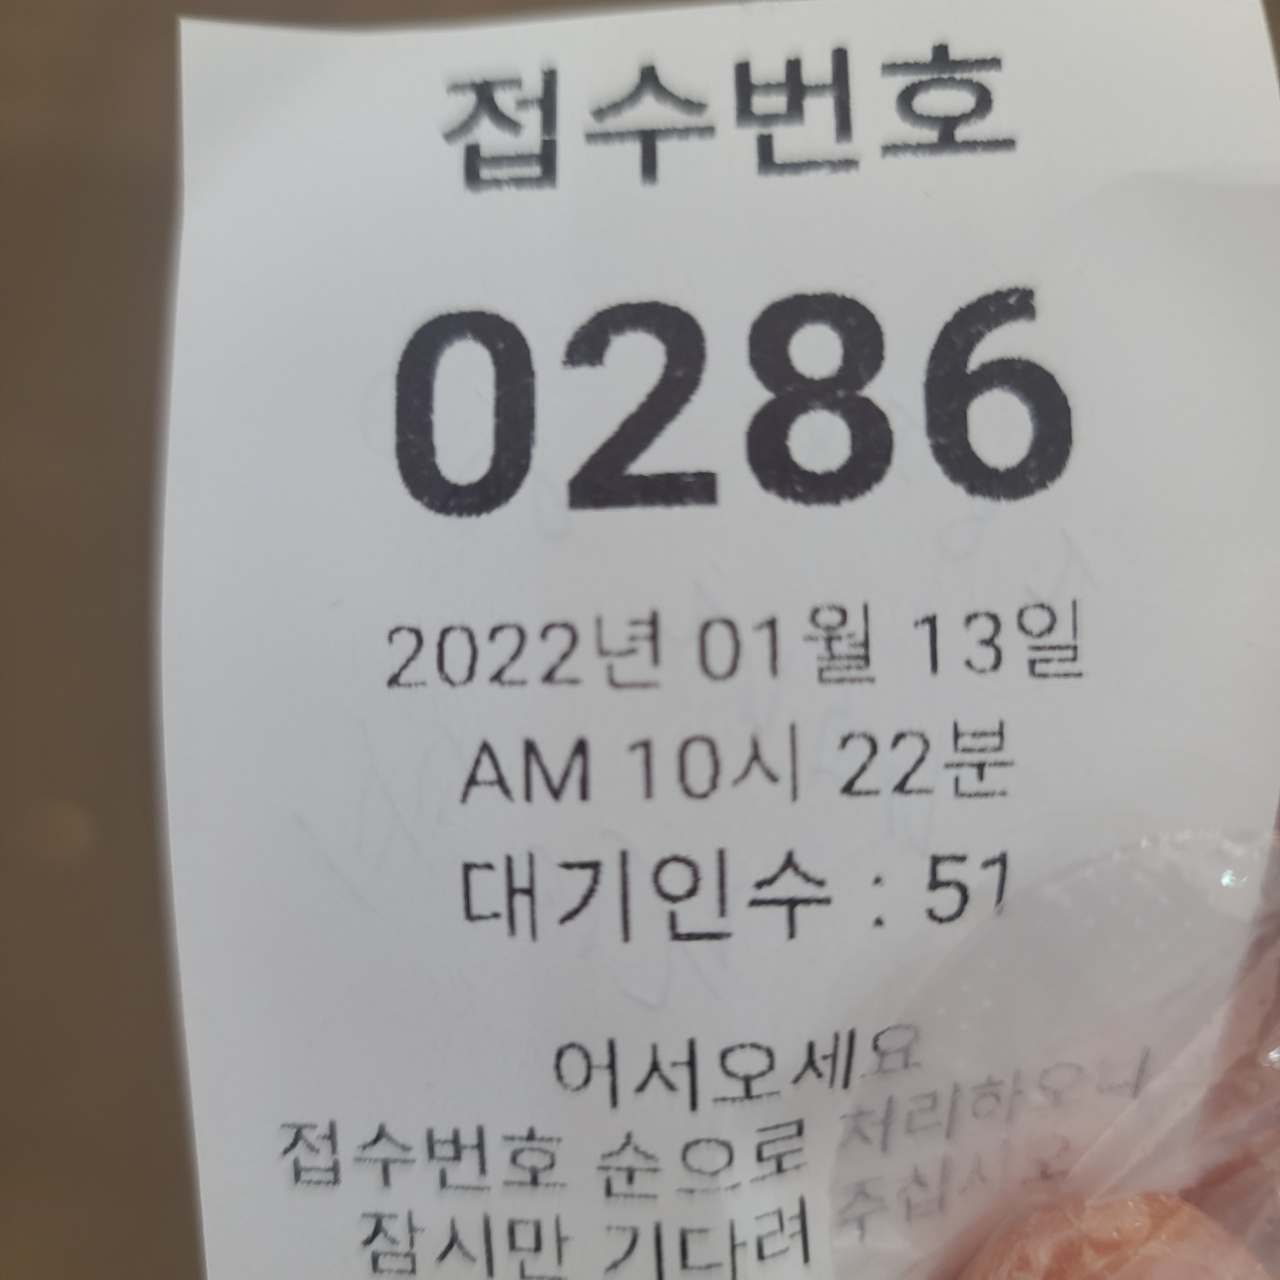 접수번호
0286
2022년 01월 13일
AM 10시 22분
대기인수 : 51
어서오세요
접수번호 순으로 처리하오니
잠시만 기다려 주십시오